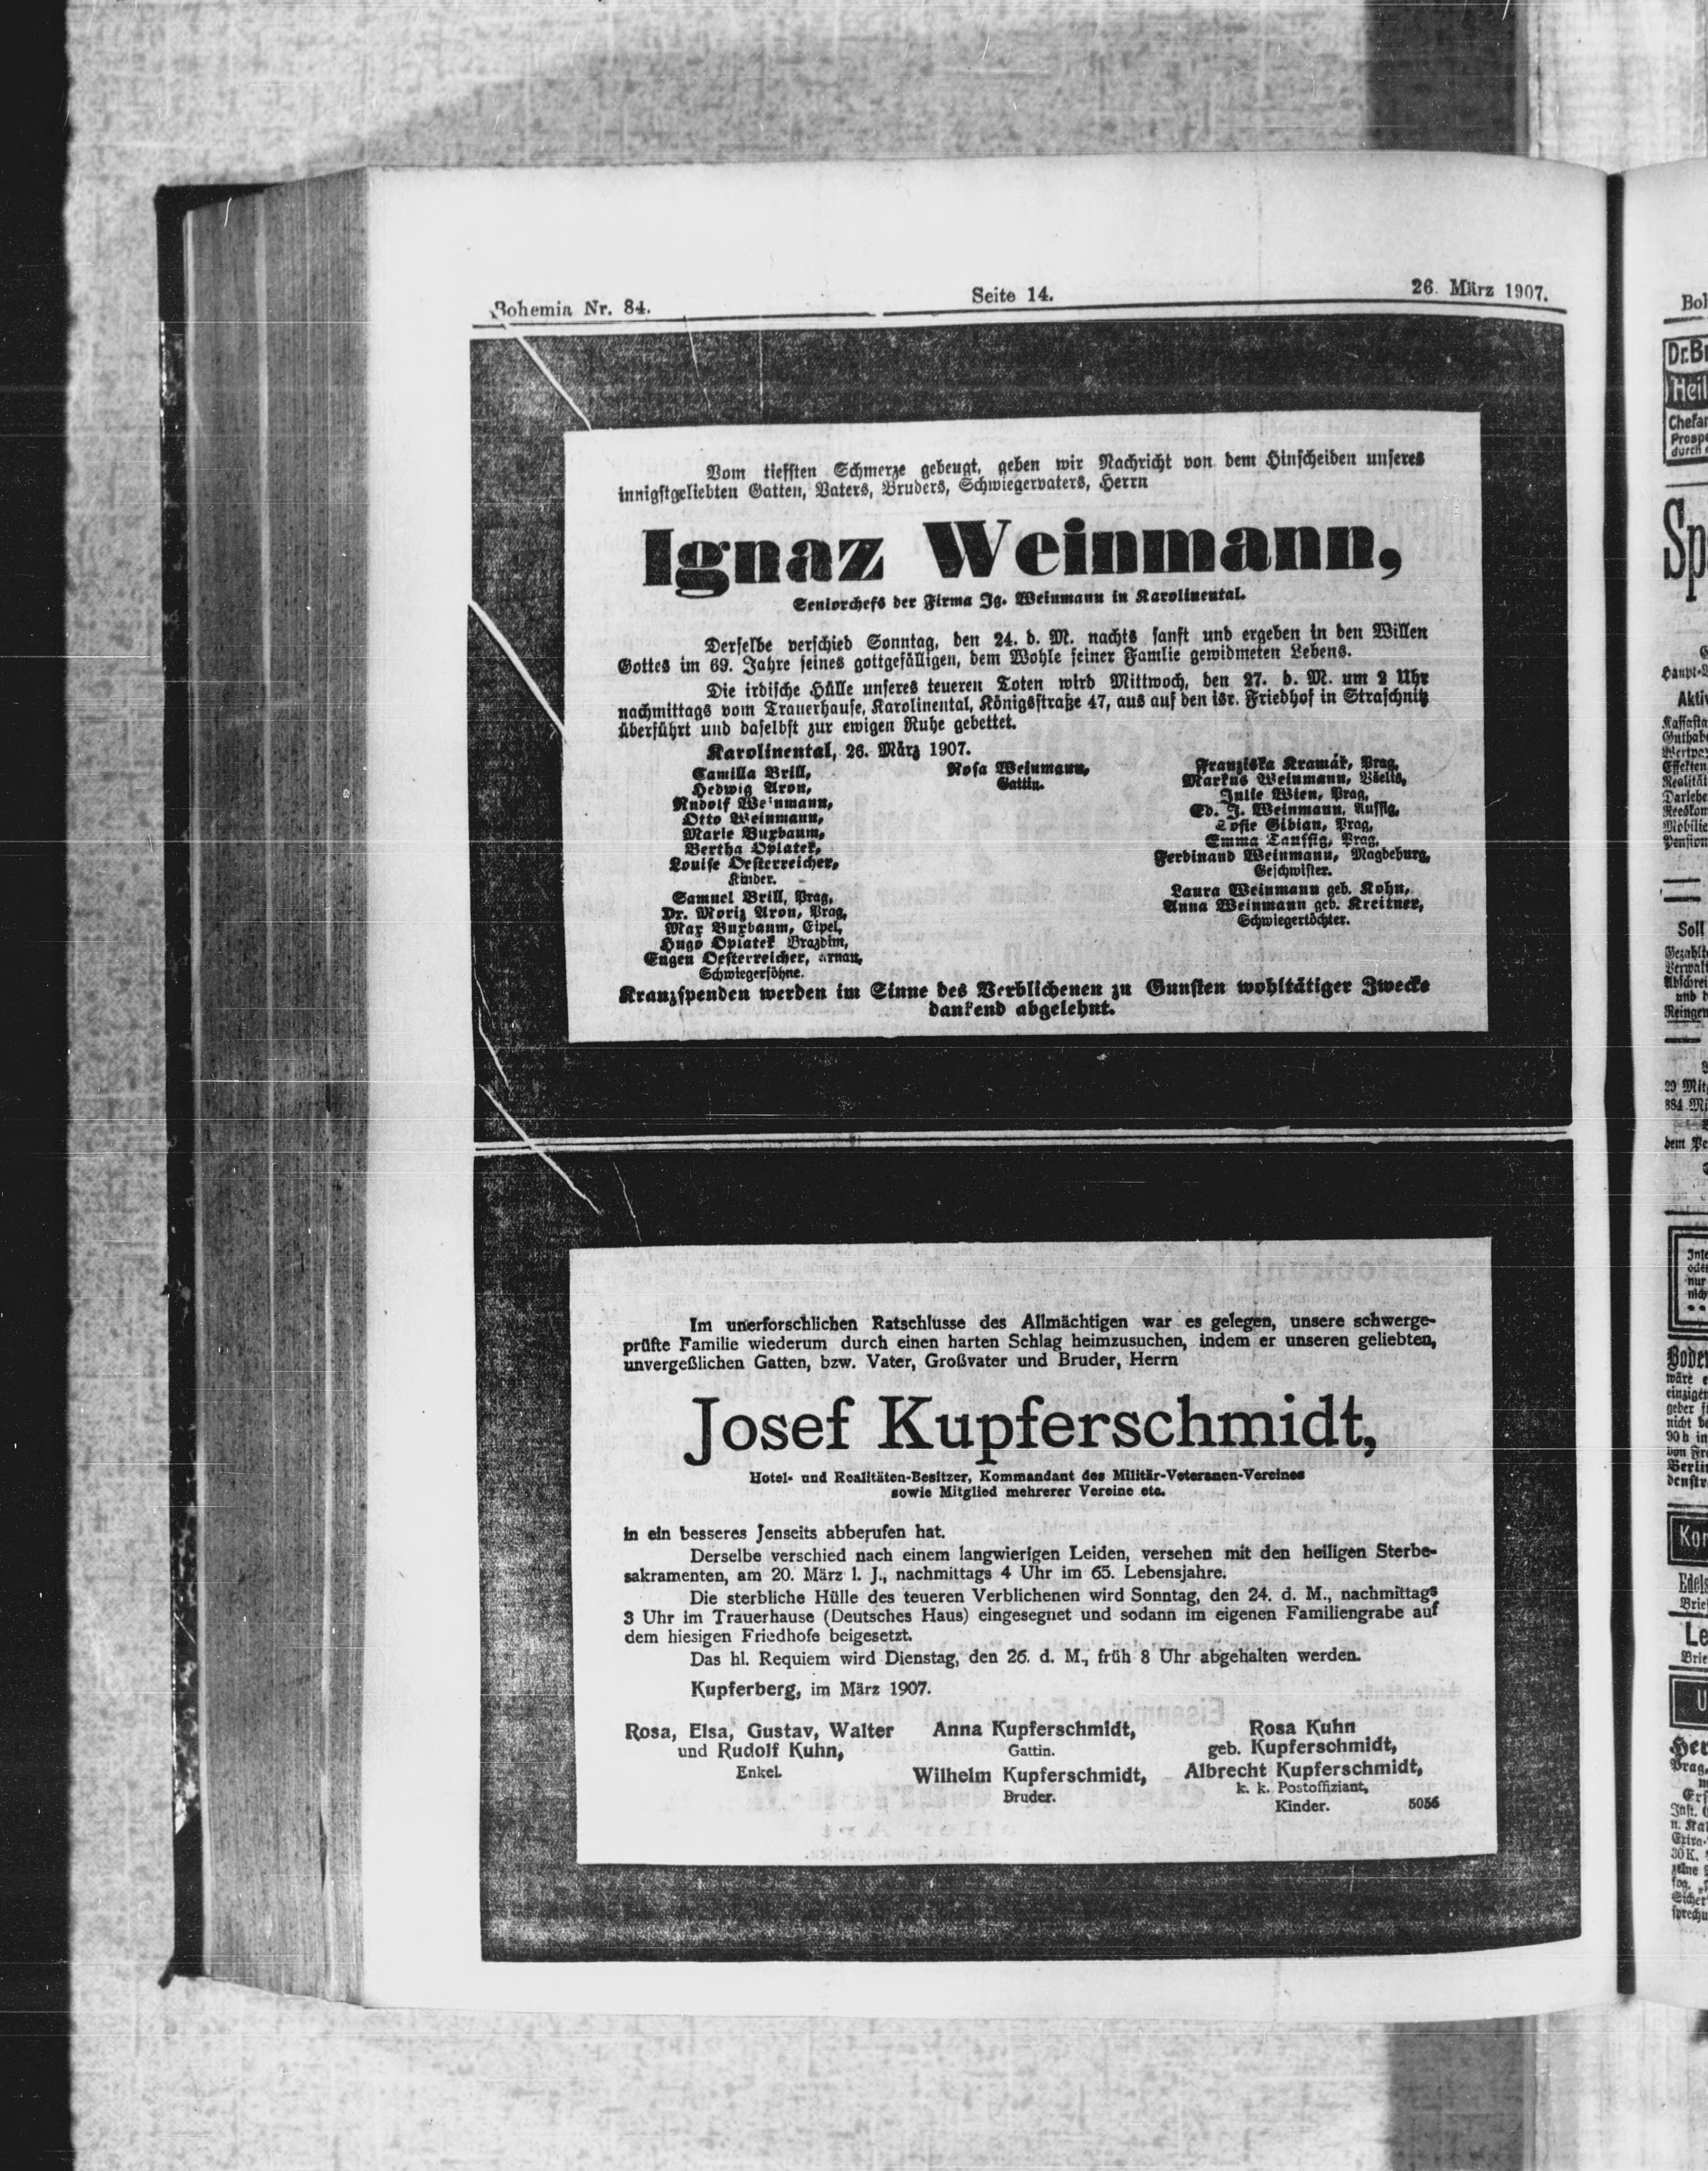 Bohemia Nr. 84.
Seite 14.
26. März 1907.
Vom tiefsten Schmerze gebeugt, geben wir Nachricht von dem Hinscheiden unseres
innigstgeliebten Gatten, Vaters, Bruders, Schwiegervaters, Herrn
Ignaz Weinmann,
Seniorchefs der Firma Jg. Weinmann in Karolinental.
Derselbe verschied Sonntag, den 24. d. M. nachts sanft und ergeben in den Willen
Gottes im 69. Jahre seines gottgefälligen, dem Wohle seiner Famlie gewidmeten Lebens.
Die irdische Hülle unseres teueren Toten wird Mittwoch, den 27. d. M. um 2 Uhr
nachmittags vom Trauerhause, Karolinental, Königsstraße 47, aus auf den isr. Friedhof in Straschnitz
überführt und daselbst zur ewigen Ruhe gebettet.
Karolinental, 26. März 1907.
Camilla Brill,
Hedwig Aron,
Rudolf Weinmann,
Otto Weinmann,
Marie Buxbaum,
Bertha Oplatek,
Louise Oesterreicher,
Kinder.
Samuel Brill, Prag,
Dr. Moriz Aron, Prag,
Max Buxbaum, Eipel,
Hugo Oplatek Brazdim,
Eugen Oesterreicher, Arnau,
Schwiegersöhne.
Rosa Weinmann,
Gattin.
Franziska Kramár, Prag,
Markus Weinmann, Bielitz,
Julie Wien, Prag,
Ed. J. Weinmann, Aussig,
Sofie Gibian, Prag,
Emma Taussig, Prag,
Ferdinand Weinmann, Magdeburg,
Geschwister.
Laura Weinmann geb. Kohn,
Anna Weinmann geb. Kreitner,
Schwiegertöchter.
Kranzspenden werden im Sinne des Verblichenen zu Gunsten wohltätiger Zwecke
dankend abgelehnt.
Im unerforschlichen Ratschlusse des Allmächtigen war es gelegen, unsere schwerge-
prüfte Familie wiederum durch einen harten Schlag heimzusuchen, indem er unseren geliebten,
unvergeßlichen Gatten, bzw. Vater, Großvater und Bruder, Herrn
Josef Kupferschmidt,
Hotel- und Realitäten-Besitzer, Kommandant des Militär-Veteranen-Vereines
sowie Mitglied mehrerer Vereine etc.
in ein besseres Jenseits abberufen hat.
Derselbe verschied nach einem langwierigen Leiden, versehen mit den heiligen Sterbe-
sakramenten, am 20. März l. J., nachmittags 4 Uhr im 65. Lebensjahre.
Die sterbliche Hülle des teueren Verblichenen wird Sonntag, den 24. d. M., nachmittags
3 Uhr im Trauerhause (Deutsches Haus) eingesegnet und sodann im eigenen Familiengrabe auf
dem hiesigen Friedhofe beigesetzt.
Das hl. Requiem wird Dienstag, den 26. d. M., früh 8 Uhr abgehalten werden.
Kupferberg, im März 1907.
Rosa, Elsa, Gustav, Walter
und Rudolf Kuhn,
Enkel.
Anna Kupferschmidt,
Gattin.
Wilhelm Kupferschmidt,
Bruder.
Rosa Kuhn
geb. Kupferschmidt,
Albrecht Kupferschmidt,
k. k. Postoffiziant,
Kinder.
5056